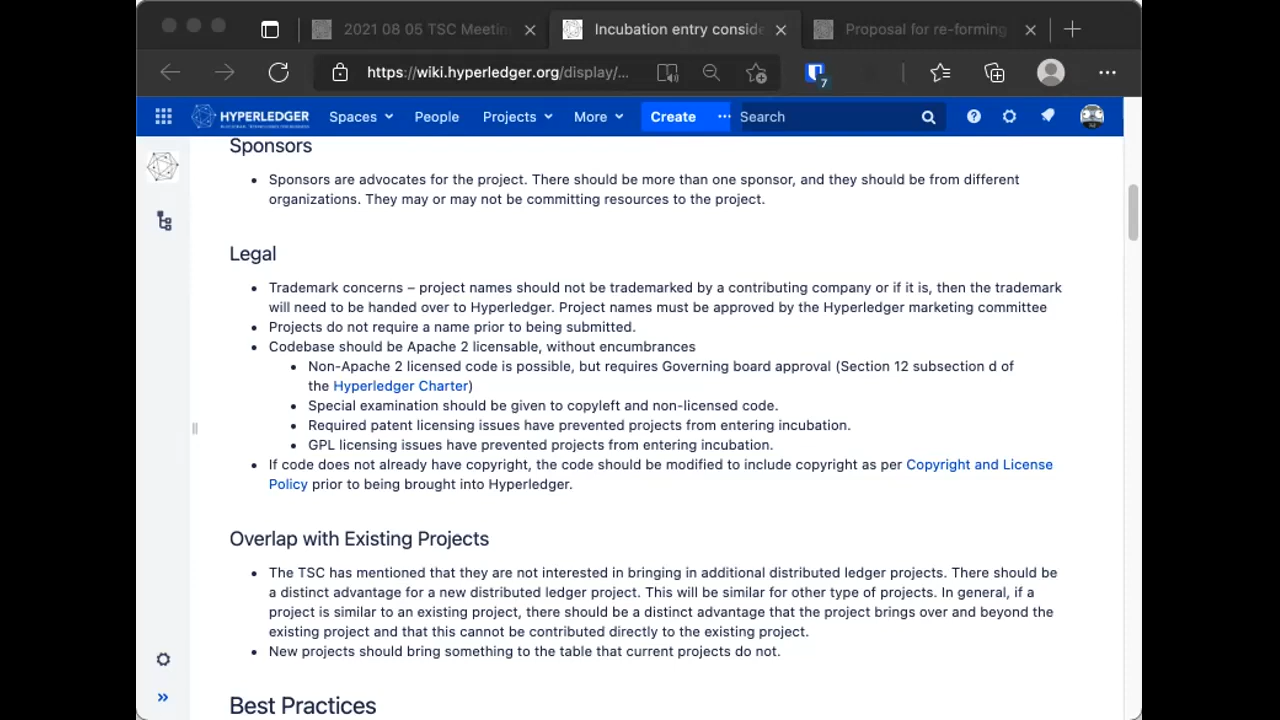 2021 08 05 TSC Meetin
Incubation entry conside
Proposal for re-forming
https://wiki.hyperledger.org/display/...
7
HYPERLEDGER
Spaces
People
Projects
More
Create
Search
Sponsors
Sponsors are advocates for the project. There should be more than one sponsor, and they should be from different
organizations. They may or may not be committing resources to the project.
Legal
Trademark concerns – project names should not be trademarked by a contributing company or if it is, then the trademark
will need to be handed over to Hyperledger. Project names must be approved by the Hyperledger marketing committee
Projects do not require a name prior to being submitted.
Codebase should be Apache 2 licensable, without encumbrances
Non-Apache 2 licensed code is possible, but requires Governing board approval (Section 12 subsection d of
the Hyperledger Charter)
Special examination should be given to copyleft and non-licensed code.
Required patent licensing issues have prevented projects from entering incubation.
GPL licensing issues have prevented projects from entering incubation.
If code does not already have copyright, the code should be modified to include copyright as per Copyright and License
Policy prior to being brought into Hyperledger.
Overlap with Existing Projects
The TSC has mentioned that they are not interested in bringing in additional distributed ledger projects. There should be
a distinct advantage for a new distributed ledger project. This will be similar for other type of projects. In general, if a
project is similar to an existing project, there should be a distinct advantage that the project brings over and beyond the
existing project and that this cannot be contributed directly to the existing project.
New projects should bring something to the table that current projects do not.
Best Practices